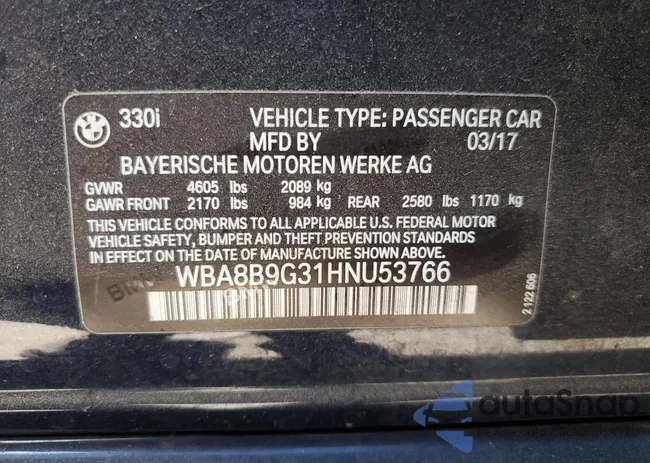 330i VEHICLE TYPE: PASSENGER CAR
MFD BY 03/17
BAYERISCHE MOTOREN WERKE AG
GVWR 4605 lbs 2089 kg
GAWR FRONT 2170 lbs 984 kg REAR 2580 lbs 1170 kg
THIS VEHICLE CONFORMS TO ALL APPLICABLE U.S. FEDERAL MOTOR
VEHICLE SAFETY, BUMPER AND THEFT PREVENTION STANDARDS
IN EFFECT ON THE DATE OF MANUFACTURE SHOWN ABOVE.
WBA8B9G31HNU53766
2 122 606
autoSnap